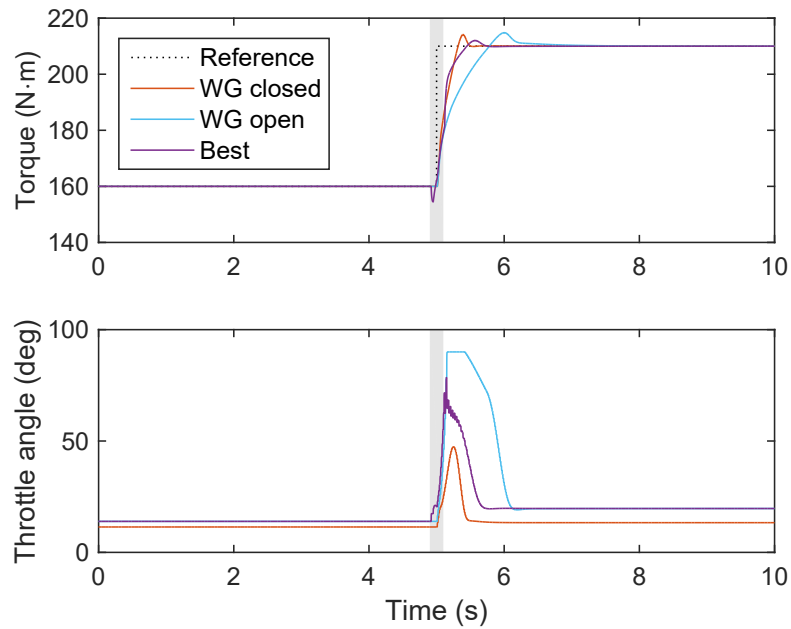 Torque (N·m)
220
200
180
160
140
Reference
WG closed
WG open
Best
0 2 4 6 8 10
Throttle angle (deg)
100
50
0
0 2 4 6 8 10
Time (s)